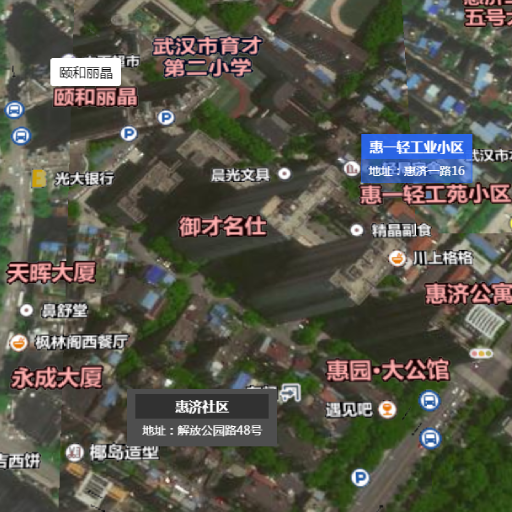 五号
武汉市育才
第二小学
颐和丽晶
颐和丽晶
P
P
惠一轻工业小区
地址：惠济一路16
武汉市
光大银行
晨光文具
惠一轻工苑小区
御才名仕
精晶副食
川上格格
天晖大厦
惠济公寓
鼻舒堂
枫林阁西餐厅
惠园·大公馆
永成大厦
惠济社区
地址：解放公园路48号
遇见吧
吉西饼
椰岛造型
P